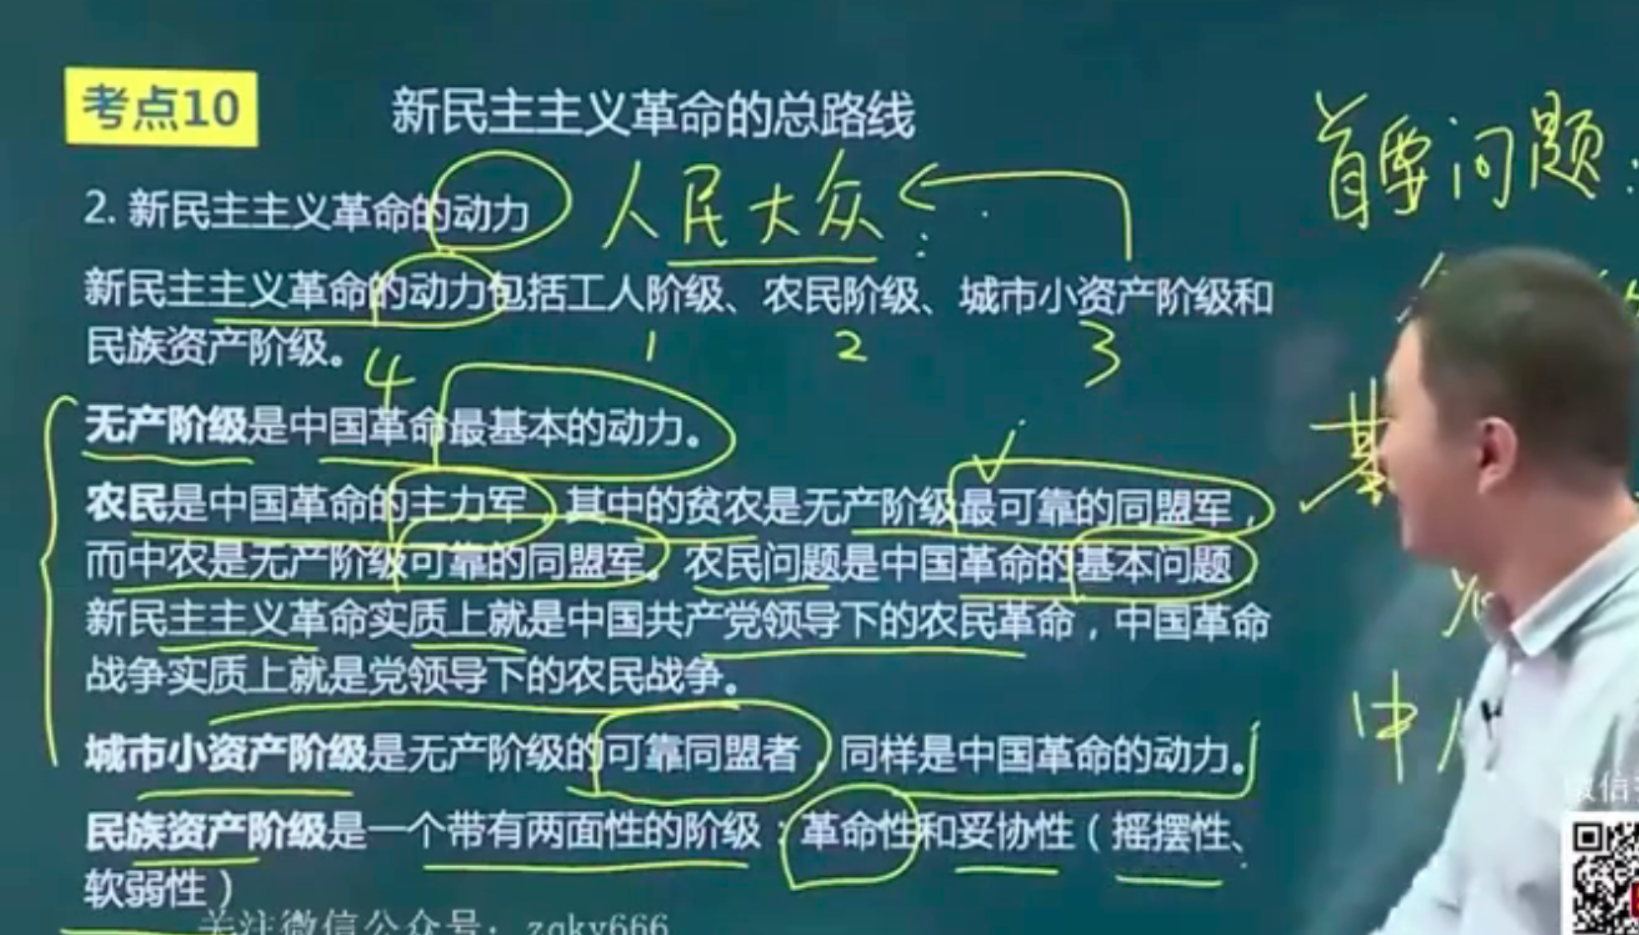 考点10
新民主主义革命的总路线
首要问题:
2. 新民主主义革命的动力
人民大众
新民主主义革命的动力包括工人阶级、农民阶级、城市小资产阶级和
民族资产阶级。
4 1 2 3
无产阶级是中国革命最基本的动力。
农民是中国革命的主力军，其中的贫农是无产阶级最可靠的同盟军，
而中农是无产阶级可靠的同盟军。农民问题是中国革命的基本问题，
新民主主义革命实质上就是中国共产党领导下的农民革命，中国革命
战争实质上就是党领导下的农民战争。
中
城市小资产阶级是无产阶级的可靠同盟者，同样是中国革命的动力。
民族资产阶级是一个带有两面性的阶级：革命性和妥协性（摇摆性、
软弱性）
关注微信公众号: zqky666